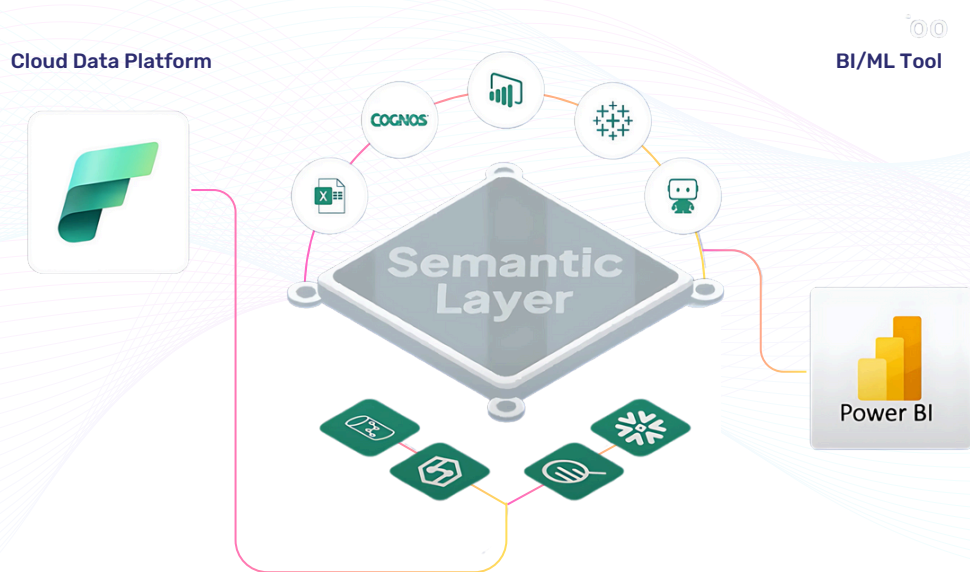 Cloud Data Platform
BI/ML Tool
COGNOS
X
Semantic
Layer
Power BI